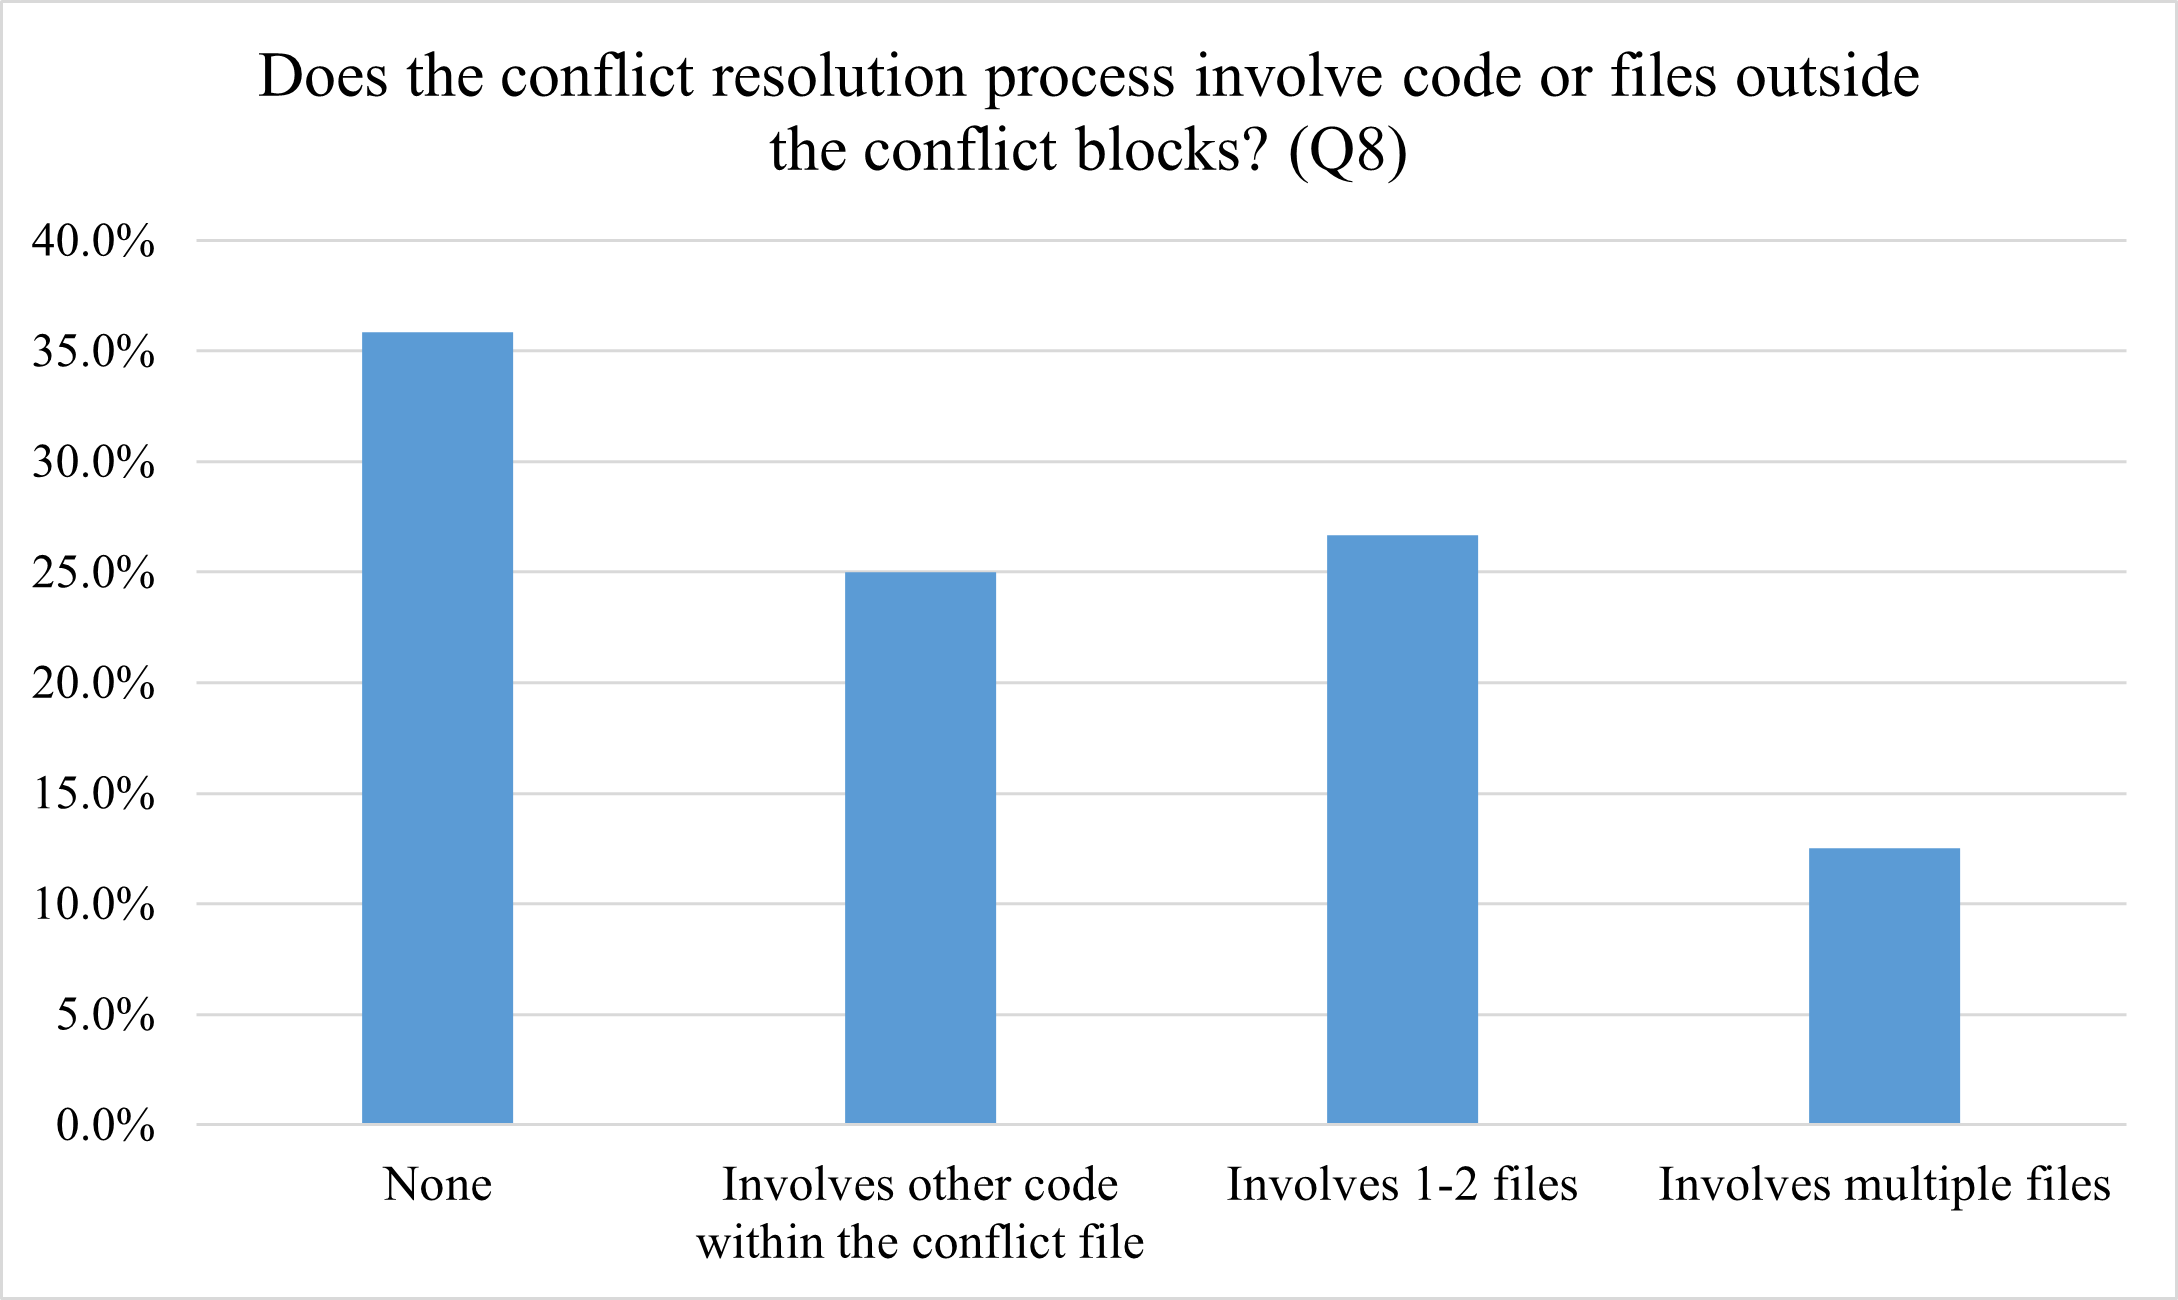 Does the conflict resolution process involve code or files outside
the conflict blocks? (Q8)
40.0%
35.0%
30.0%
25.0%
20.0%
15.0%
10.0%
5.0%
0.0%
None
Involves other code
within the conflict file
Involves 1-2 files
Involves multiple files